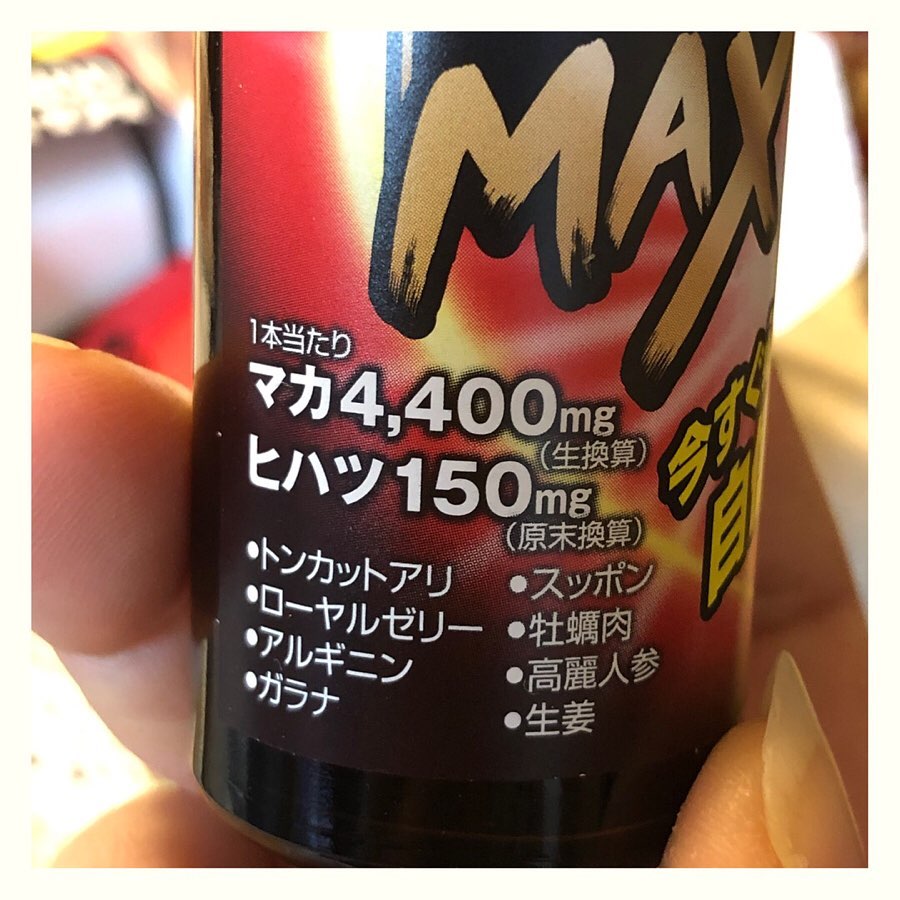 MAX
1本当たり
マカ4,400mg
(生換算)
ヒハツ150mg
(原末換算)
•トンカットアリ
•ローヤルゼリー
•アルギニン
•ガラナ
•スッポン
•牡蠣肉
•高麗人参
•生姜
今すぐ
自